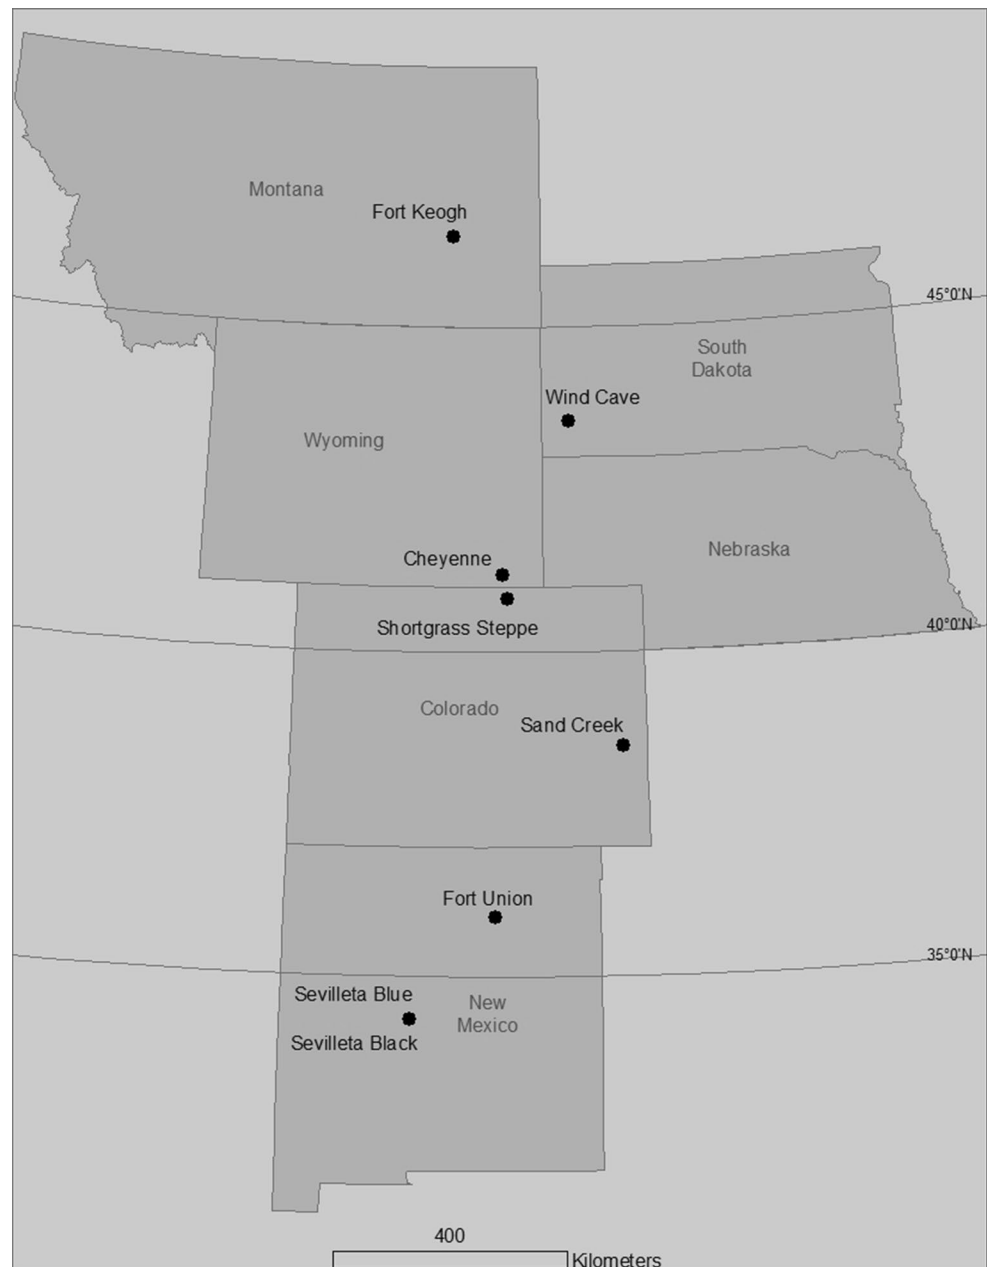 Montana
Fort Keogh
45°0'N
South
Dakota
Wind Cave
Wyoming
Nebraska
Cheyenne
Shortgrass Steppe
40°0'N
Colorado
Sand Creek
Fort Union
35°0'N
Sevilleta Blue
New
Mexico
Sevilleta Black
400
Kilometers